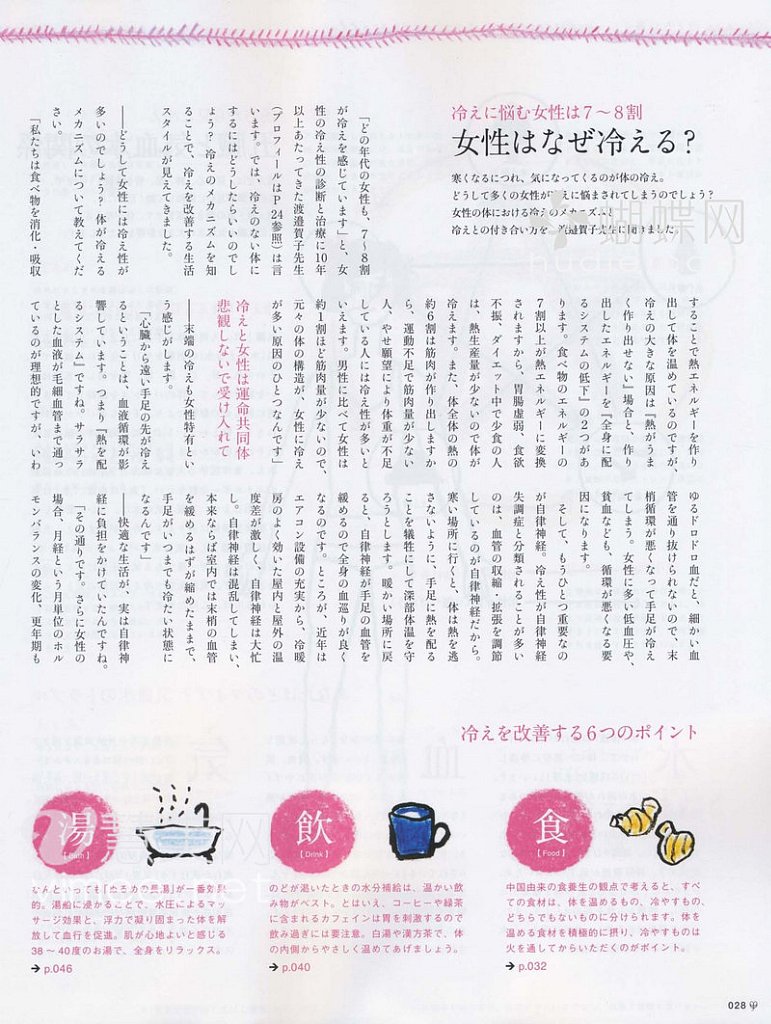 冷えに悩む女性は7〜8割
女性はなぜ冷える?
寒くなるにつれ、気になってくるのが体の冷え。
どうして多くの女性が冷えに悩まされてしまうのでしょう?
女性の体における冷えのメカニズムと
冷えとの付き合い方を、渡邉賀子先生に聞きました。
「どの年代の女性も、7〜8割
が冷えを感じています」と、女
性の冷え性の診断と治療に10年
以上あたってきた渡邉賀子先生
(プロフィールはP24参照)は言
います。では、冷えのない体に
するにはどうしたらいいのでし
ょう? 冷えのメカニズムを知
ることで、冷えを改善する生活
スタイルが見えてきました。
——どうして女性には冷え性が
多いのでしょう? 体が冷える
メカニズムについて教えてくだ
さい。
「私たちは食べ物を消化・吸収
することで熱エネルギーを作り
出して体を温めているのですが、
冷えの大きな原因は『熱がうま
く作り出せない』場合と、作り
出したエネルギーを『全身に配
るシステムの低下』の2つがあ
ります。食べ物のエネルギーの
7割以上が熱エネルギーに変換
されますから、胃腸虚弱、食欲
不振、ダイエット中で少食の人
は、熱生産量が少ないので体が
冷えます。また、体全体の熱の
約6割は筋肉が作り出しますか
ら、運動不足で筋肉量が少ない
人、やせ願望により体重が不足
している人には冷え性が多いと
いえます。男性に比べて女性は
約1割ほど筋肉量が少ないので、
元々の体の構造が、女性に冷え
が多い原因のひとつなんです」
冷えと女性は運命共同体
悲観しないで受け入れて
——末端の冷えも女性特有とい
う感じがします。
「心臓から遠い手足の先が冷え
るということは、血液循環が影
響しています。つまり『熱を配
るシステム』ですね。サラサラ
とした血液が毛細血管まで通っ
ているのが理想的ですが、いわ
ゆるドロドロ血だと、細かい血
管を通り抜けられないので、末
梢循環が悪くなって手足が冷え
てしまう。女性に多い低血圧や、
貧血なども、循環が悪くなる要
因になります。
そして、もうひとつ重要なの
が自律神経。冷え性が自律神経
失調症と分類されることが多い
のは、血管の収縮・拡張を調節
しているのが自律神経だから。
寒い場所に行くと、体は熱を逃
さないように、手足に熱を配る
ことを犠牲にして深部体温を守
ろうとします。暖かい場所に戻
ると、自律神経が手足の血管を
緩めるので全身の血巡りが良く
なるのです。ところが、近年は
エアコン設備の充実から、冷暖
房のよく効いた屋内と屋外の温
度差が激しく、自律神経は大忙
し。自律神経は混乱してしまい、
本来ならば室内では末梢の血管
を緩めるはずが縮めたままで、
手足がいつまでも冷たい状態に
なるんです」
——快適な生活が、実は自律神
経に負担をかけていたんですね。
「その通りです。さらに女性の
場合、月経という月単位のホル
モンバランスの変化、更年期も
冷えを改善する6つのポイント
食
【Food】
中国由来の食養生の観点で考えると、すべ
ての食材は、体を温めるもの、冷やすもの、
どちらでもないものに分けられます。体を
温める食材を積極的に摂り、冷やすものは
火を通してからいただくのがポイント。
→ p.032
飲
【Drink】
のどが渇いたときの水分補給は、温かい飲
み物がベスト。とはいえ、コーヒーや緑茶
に含まれるカフェインは胃を刺激するので
飲み過ぎには要注意。白湯や漢方茶で、体
の内側からやさしく温めてあげましょう。
→ p.040
湯
【Bath】
なんといっても「ぬるめの長湯」が一番効果
的。湯船に浸かることで、水圧によるマッ
サージ効果と、浮力で凝り固まった体を解
放して血行を促進。肌が心地よいと感じる
38〜40度のお湯で、全身をリラックス。
→ p.046
028
蝴蝶网